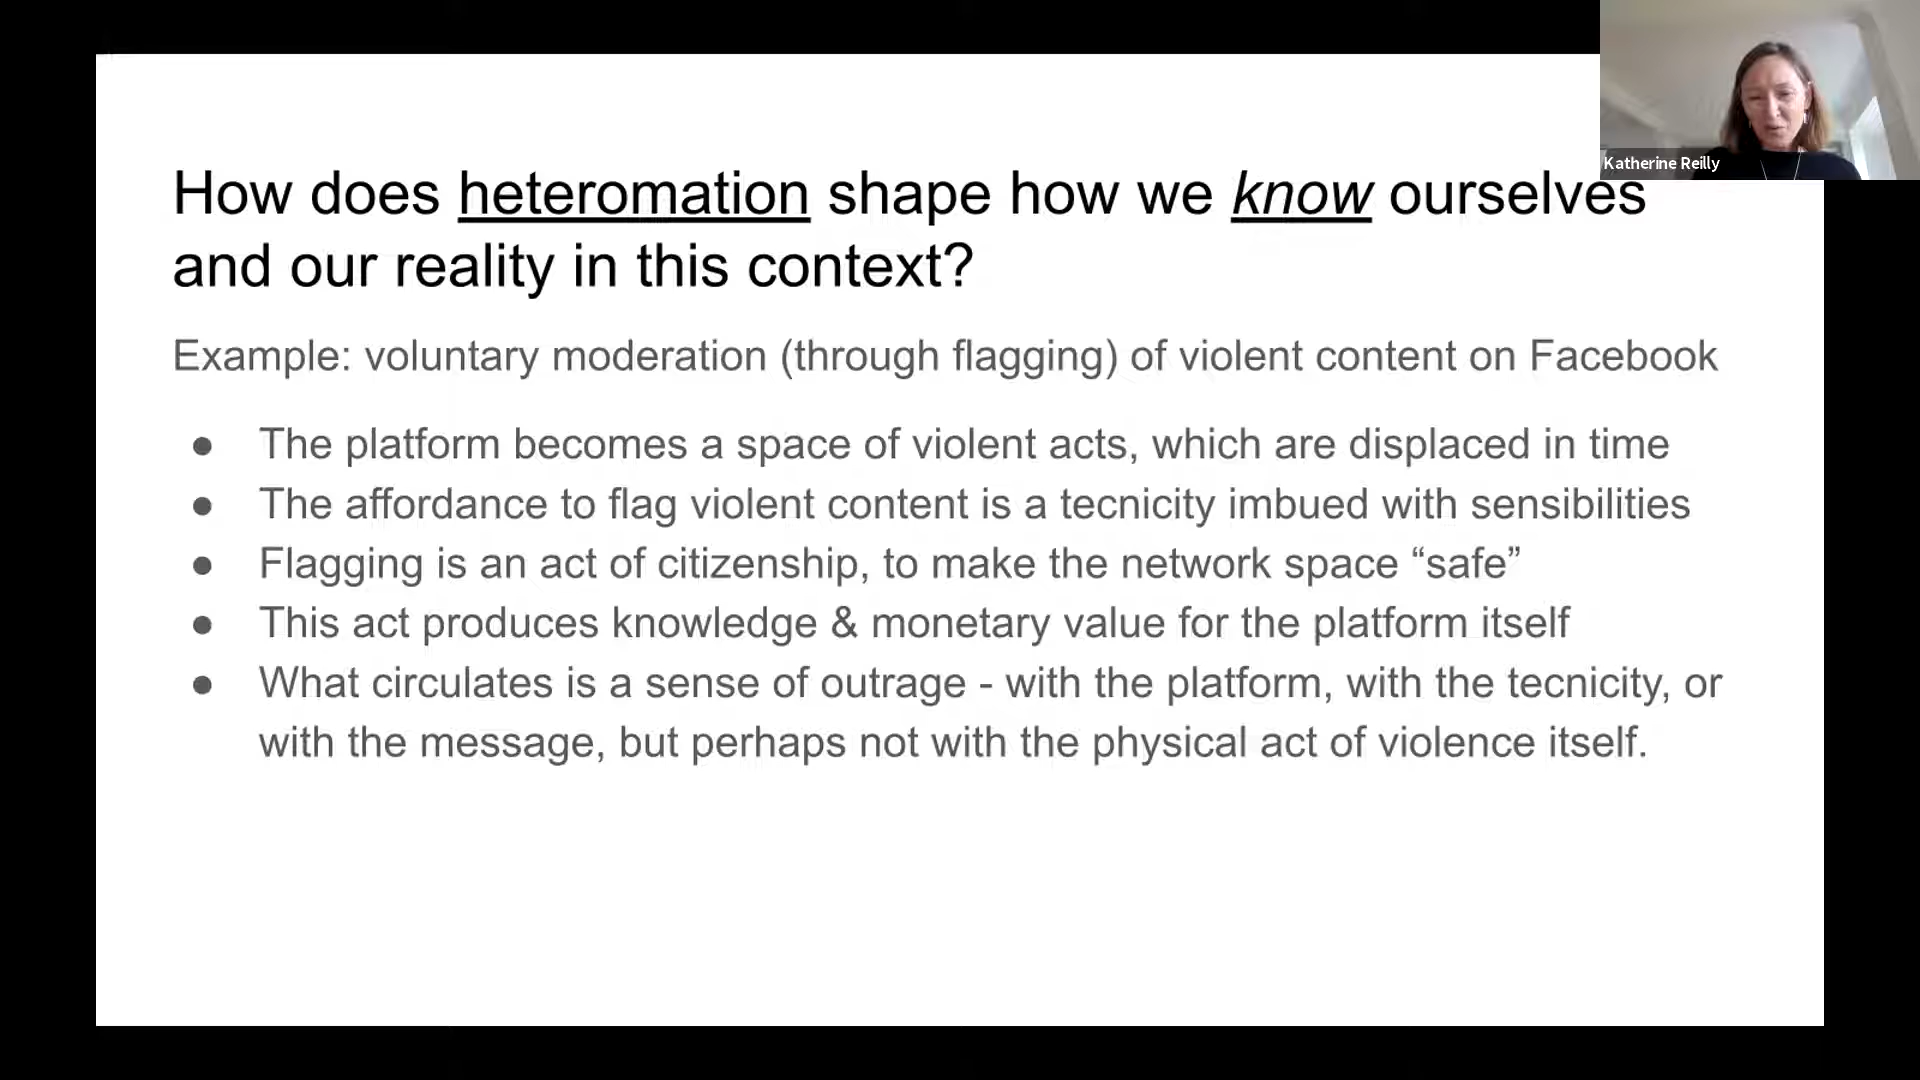 Katherine Reilly
How does heteromation shape how we know ourselves
and our reality in this context?
Example: voluntary moderation (through flagging) of violent content on Facebook
● The platform becomes a space of violent acts, which are displaced in time
● The affordance to flag violent content is a tecnicity imbued with sensibilities
● Flagging is an act of citizenship, to make the network space “safe”
● This act produces knowledge & monetary value for the platform itself
● What circulates is a sense of outrage - with the platform, with the tecnicity, or
with the message, but perhaps not with the physical act of violence itself.